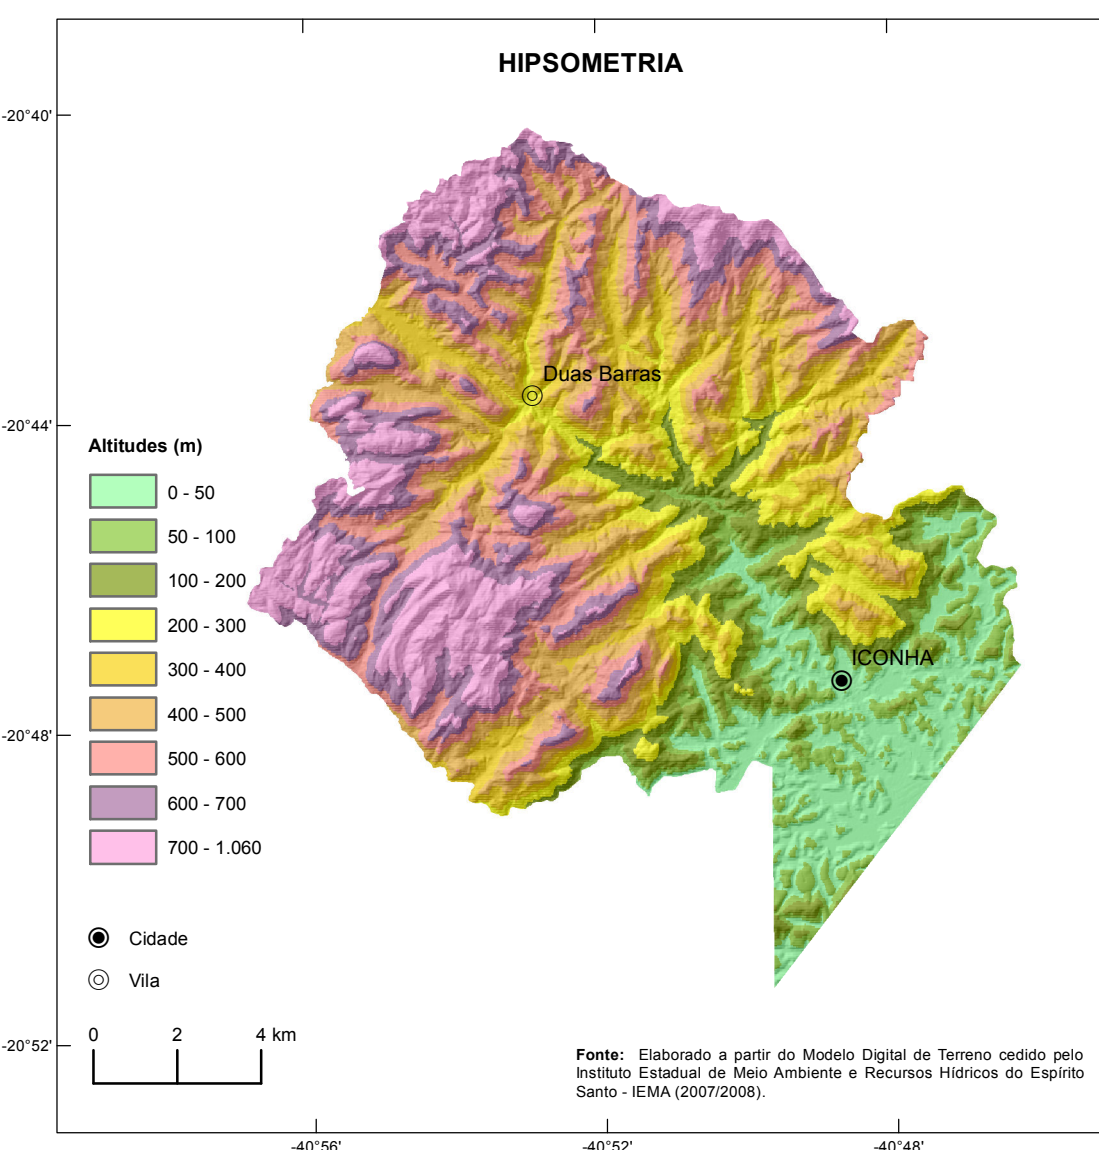 HIPSOMETRIA
-20°40'
Duas Barras
-20°44'
Altitudes (m)
0 - 50
50 - 100
100 - 200
200 - 300
300 - 400
400 - 500
500 - 600
600 - 700
700 - 1.060
ICONHA
-20°48'
Cidade
Vila
0 2 4 km
-20°52'
Fonte: Elaborado a partir do Modelo Digital de Terreno cedido pelo
Instituto Estadual de Meio Ambiente e Recursos Hídricos do Espírito
Santo - IEMA (2007/2008).
-40°56' -40°52' -40°48'